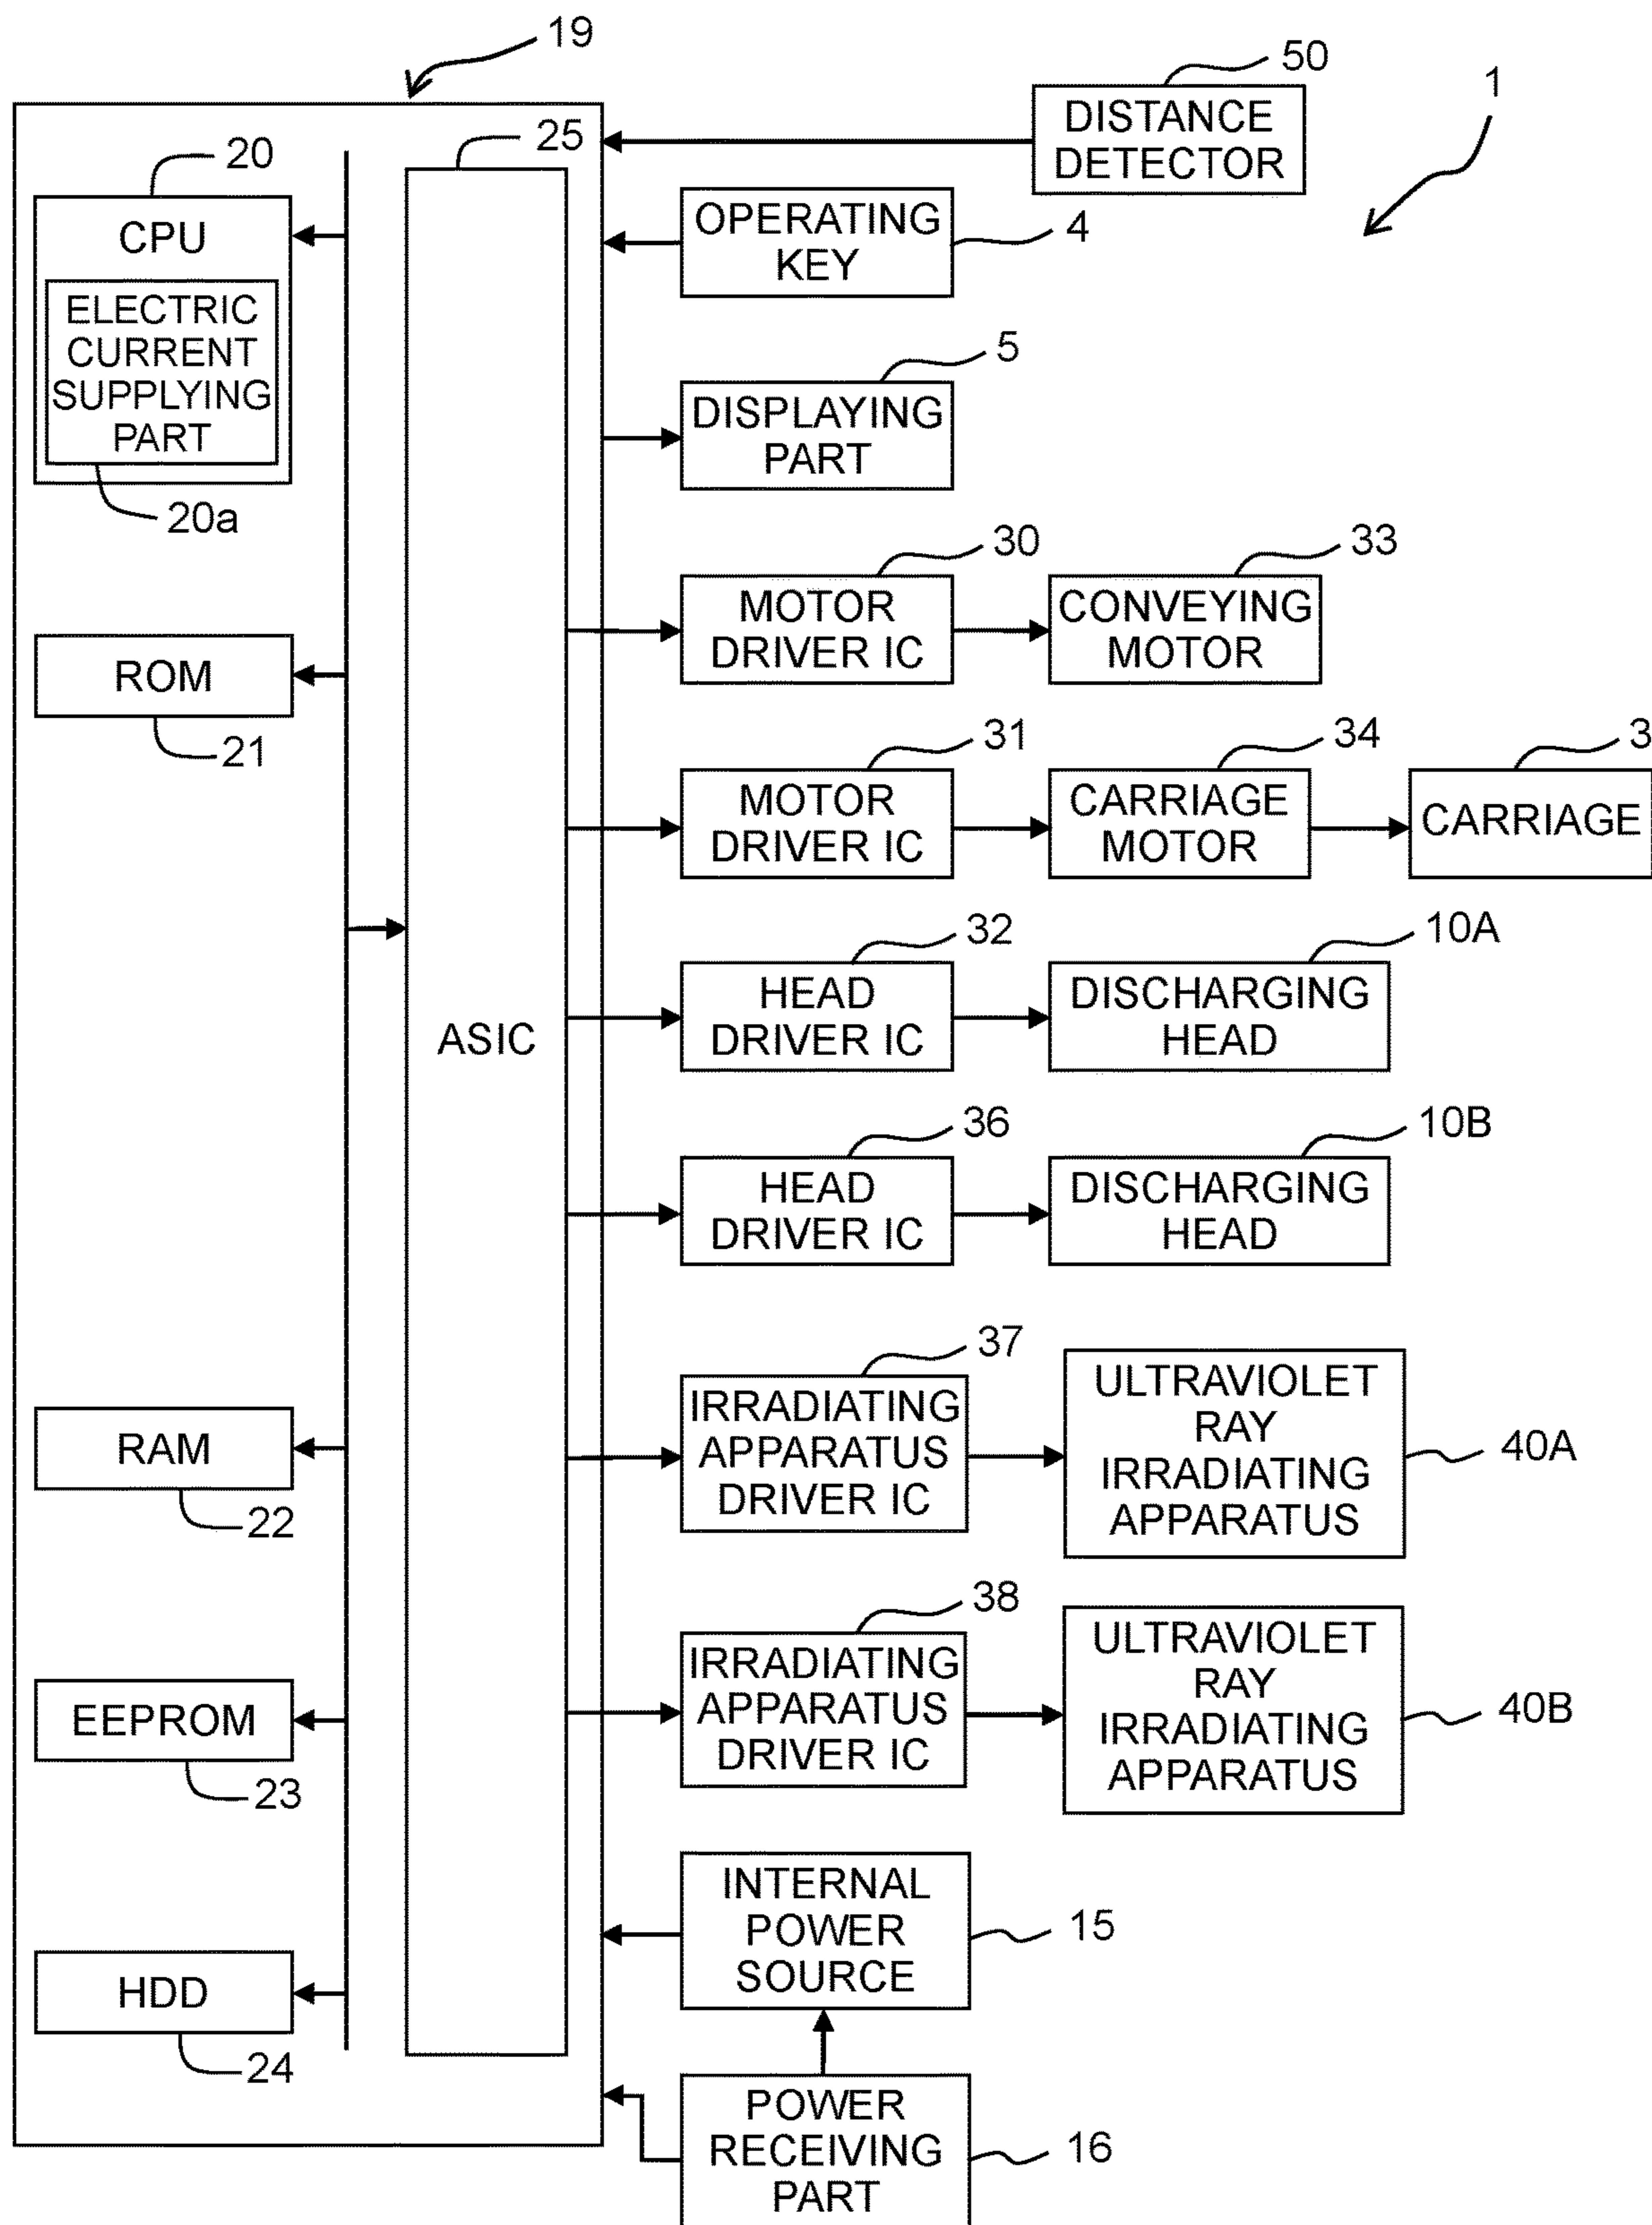 19
50
1
DISTANCE
DETECTOR
20
25
CPU
OPERATING
KEY
4
ELECTRIC
CURRENT
SUPPLYING
PART
20a
5
DISPLAYING
PART
30
33
MOTOR
DRIVER IC
CONVEYING
MOTOR
ROM
21
31
34
3
MOTOR
DRIVER IC
CARRIAGE
MOTOR
CARRIAGE
32
10A
HEAD
DRIVER IC
DISCHARGING
HEAD
ASIC
36
10B
HEAD
DRIVER IC
DISCHARGING
HEAD
37
IRRADIATING
APPARATUS
DRIVER IC
ULTRAVIOLET
RAY
IRRADIATING
APPARATUS
40A
RAM
22
38
IRRADIATING
APPARATUS
DRIVER IC
ULTRAVIOLET
RAY
IRRADIATING
APPARATUS
40B
EEPROM
23
INTERNAL
POWER
SOURCE
15
HDD
24
POWER
RECEIVING
PART
16